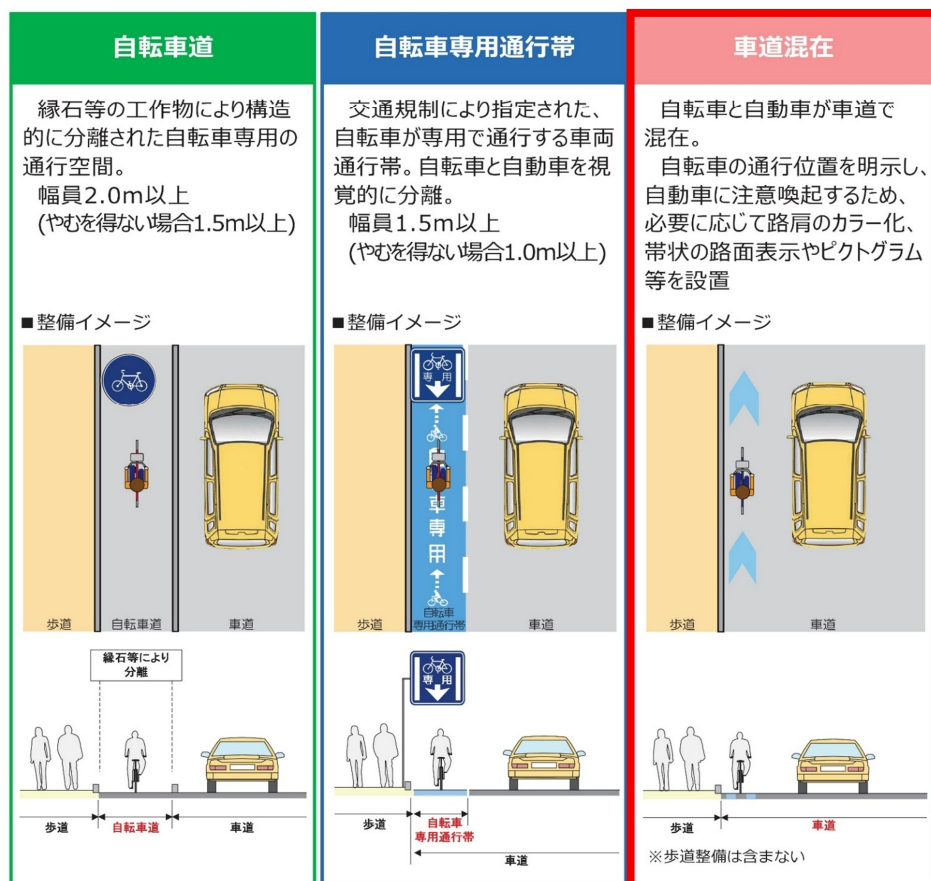 自転車道
縁石等の工作物により構造
的に分離された自転車専用の
通行空間。
幅員2.0m以上
(やむを得ない場合1.5m以上)
■整備イメージ
歩道
自転車道
車道
縁石等により
分離
歩道
自転車道
車道
自転車専用通行帯
交通規制により指定された、
自転車が専用で通行する車両
通行帯。自転車と自動車を視
覚的に分離。
幅員1.5m以上
(やむを得ない場合1.0m以上)
■整備イメージ
専用
車専用
歩道
自転車
専用通行帯
車道
専用
歩道
自転車
専用通行帯
車道
車道混在
自転車と自動車が車道で
混在。
自転車の通行位置を明示し、
自動車に注意喚起するため、
必要に応じて路肩のカラー化、
帯状の路面表示やピクトグラム
等を設置
■整備イメージ
歩道
車道
歩道
車道
※歩道整備は含まない